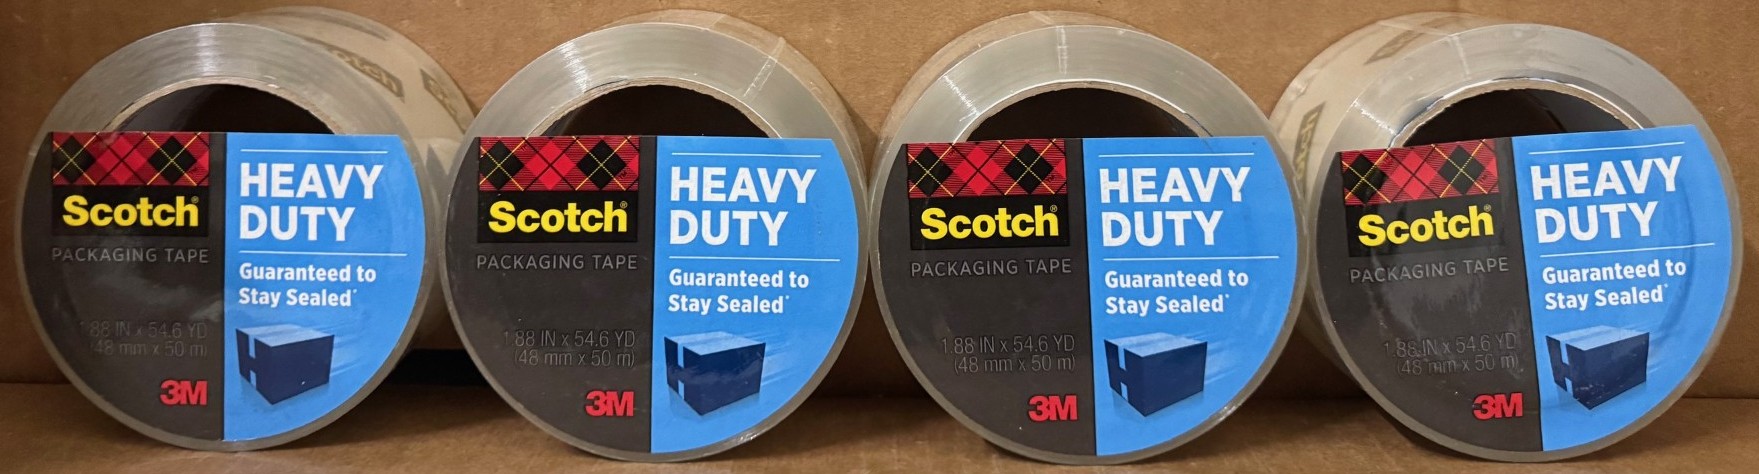 Scotch®
PACKAGING TAPE
1.88 IN x 54.6 YD
(48 mm x 50 m)
3M
HEAVY
DUTY
Guaranteed to
Stay Sealed*
Scotch®
PACKAGING TAPE
1.88 IN x 54.6 YD
(48 mm x 50 m)
3M
HEAVY
DUTY
Guaranteed to
Stay Sealed*
Scotch®
PACKAGING TAPE
1.88 IN x 54.6 YD
(48 mm x 50 m)
3M
HEAVY
DUTY
Guaranteed to
Stay Sealed*
Scotch®
PACKAGING TAPE
1.88 IN x 54.6 YD
(48 mm x 50 m)
3M
HEAVY
DUTY
Guaranteed to
Stay Sealed*